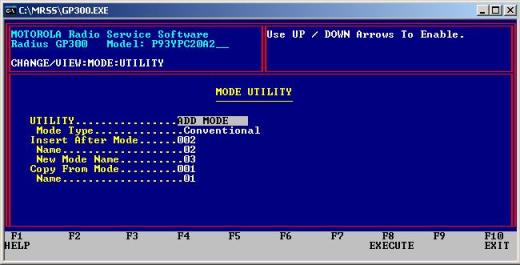 C:\MRSS\GP300.EXE
MOTOROLA Radio Service Software
Radius GP300 Model: P93YPC20A2__
Use UP / DOWN Arrows To Enable.
CHANGE/VIEW:MODE:UTILITY
MODE UTILITY
UTILITY................ADD MODE
Mode Type..............Conventional
Insert After Mode......002
Name...................02
New Mode Name..........03
Copy From Mode.........001
Name...................01
F1 F2 F3 F4 F5 F6 F7 F8 F9 F10
HELP EXECUTE EXIT